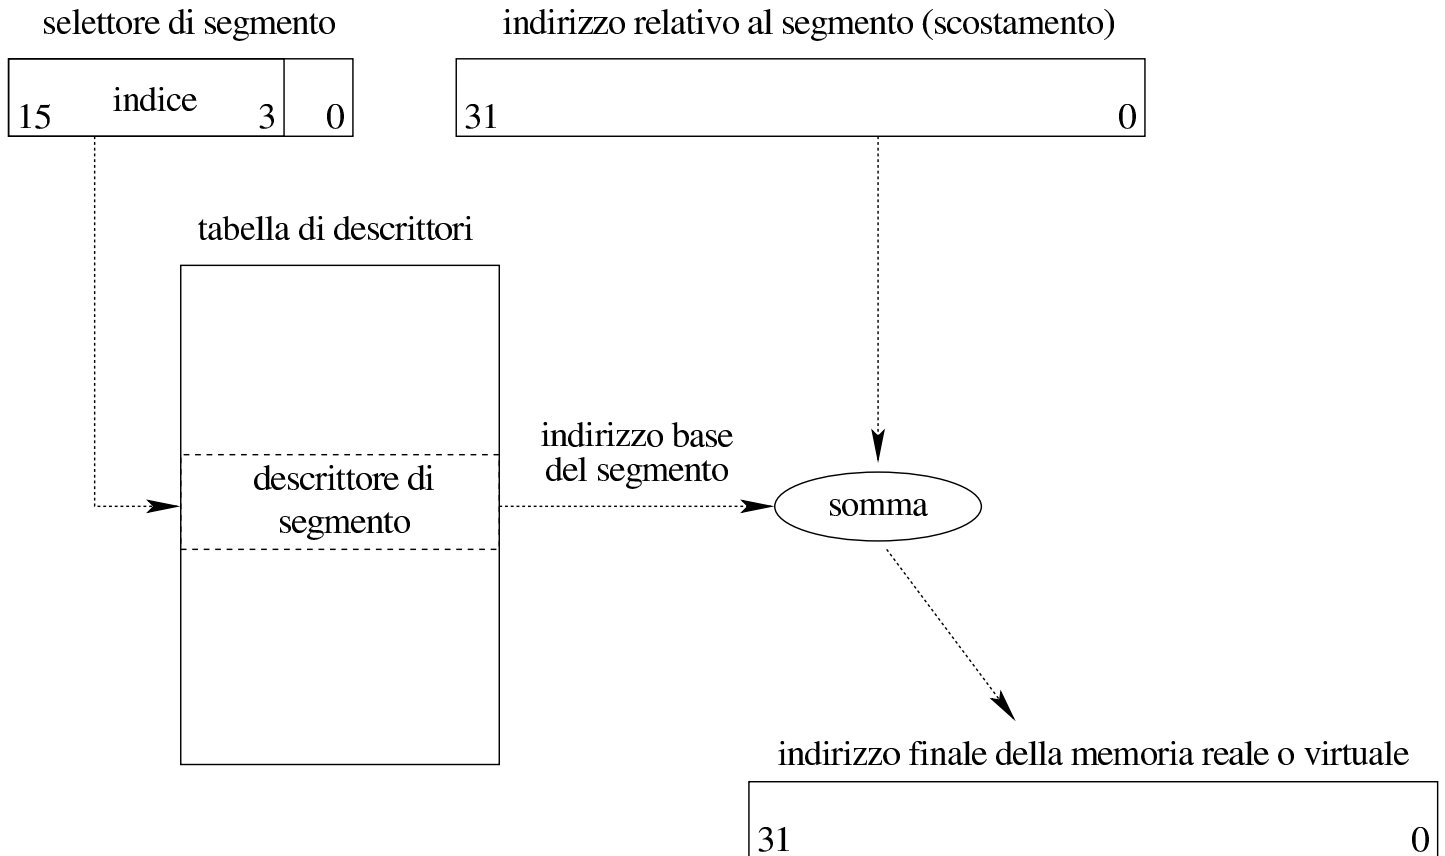 selettore di segmento
indirizzo relativo al segmento (scostamento)
15 indice 3 0
31 0
tabella di descrittori
indirizzo base
del segmento
descrittore di
segmento
somma
indirizzo finale della memoria reale o virtuale
31 0